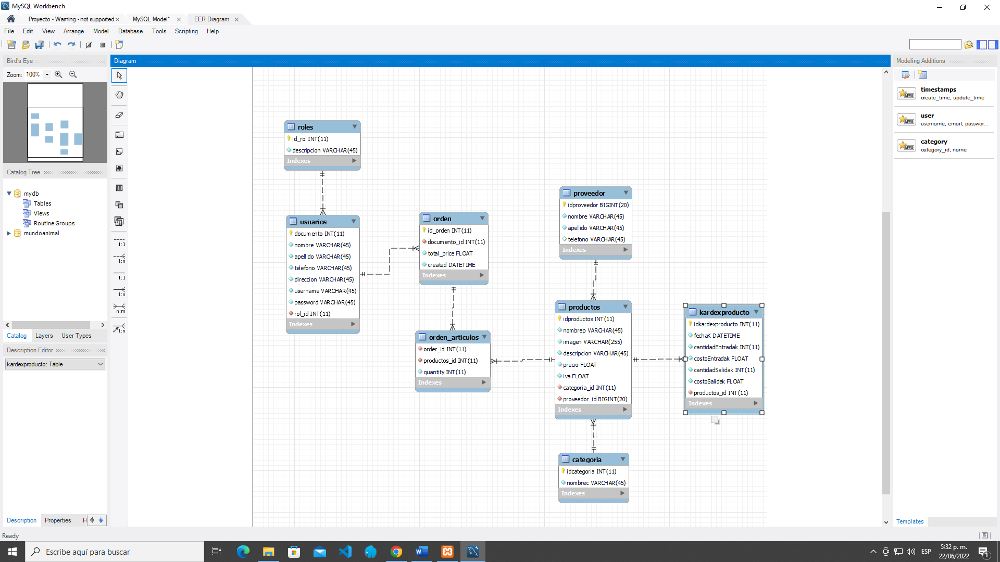 MySQL Workbench
Proyecto - Warning - not supported
MySQL Model*
EER Diagram
File Edit View Arrange Model Database Tools Scripting Help
Bird's Eye
Zoom: 100%
Catalog Tree
mydb
Tables
Views
Routine Groups
mundoanimal
Catalog Layers User Types
Description Editor
kardexproducto: Table
Description Properties H
Ready
Diagram
1:1
1:n
1:1
1:n
n:m
1:n
roles
id_rol INT(11)
descripcion VARCHAR(45)
Indexes
usuarios
documento INT(11)
nombre VARCHAR(45)
apellido VARCHAR(45)
telefono VARCHAR(45)
direccion VARCHAR(45)
username VARCHAR(45)
password VARCHAR(45)
rol_id INT(11)
Indexes
orden
id_orden INT(11)
documento_id INT(11)
total_price FLOAT
created DATETIME
Indexes
orden_articulos
order_id INT(11)
productos_id INT(11)
quantity INT(11)
Indexes
proveedor
idproveedor BIGINT(20)
nombre VARCHAR(45)
apellido VARCHAR(45)
telefono VARCHAR(45)
Indexes
productos
idproductos INT(11)
nombrep VARCHAR(45)
imagen VARCHAR(255)
descripcion VARCHAR(45)
precio FLOAT
iva FLOAT
categoria_id INT(11)
proveedor_id BIGINT(20)
Indexes
categoria
idcategoria INT(11)
nombrec VARCHAR(45)
Indexes
kardexproducto
idkardexproducto INT(11)
fechaK DATETIME
cantidadEntradak INT(11)
costoEntradak FLOAT
cantidadSalidak INT(11)
costoSalidak FLOAT
productos_id INT(11)
Indexes
Modeling Additions
MWB
timestamps
create_time, update_time
MWB
user
username, email, passwor...
MWB
category
category_id, name
Templates
Escribe aquí para buscar
ESP
5:32 p. m.
22/06/2022
1